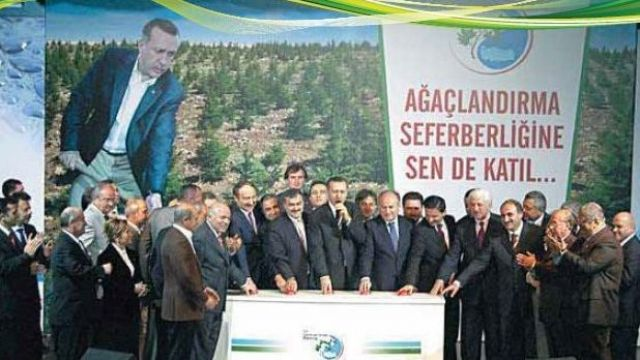 AĞAÇLANDIRMA
SEFERBERLİĞİNE
SEN DE KATIL...